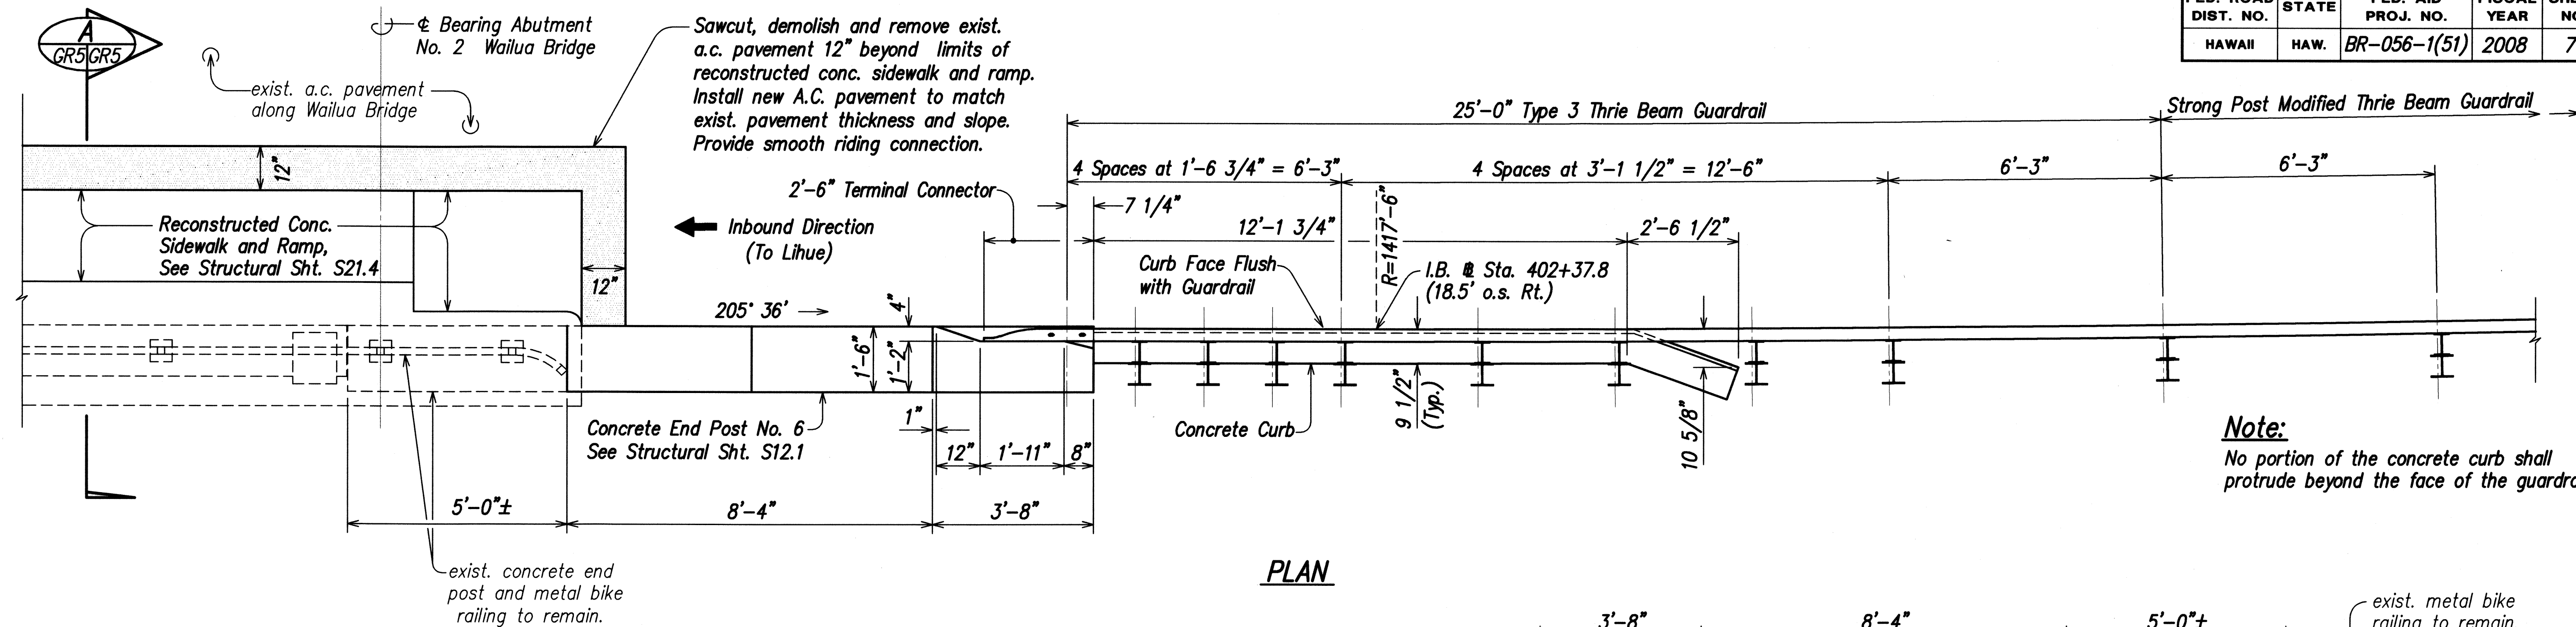 FED. ROAD DIST. NO.
STATE
FED. AID PROJ. NO.
FISCAL YEAR
HAWAII
HAW.
BR-056-1(51)
2008
7
A
GR5 GR5
℄ Bearing Abutment
No. 2 Wailua Bridge
exist. a.c. pavement
along Wailua Bridge
Sawcut, demolish and remove exist.
a.c. pavement 12" beyond limits of
reconstructed conc. sidewalk and ramp.
Install new A.C. pavement to match
exist. pavement thickness and slope.
Provide smooth riding connection.
25'-0" Type 3 Thrie Beam Guardrail
Strong Post Modified Thrie Beam Guardrail
4 Spaces at 1'-6 3/4" = 6'-3"
4 Spaces at 3'-1 1/2" = 12'-6"
6'-3"
6'-3"
12"
2'-6" Terminal Connector
7 1/4"
Reconstructed Conc.
Sidewalk and Ramp,
See Structural Sht. S21.4
Inbound Direction
(To Lihue)
12'-1 3/4"
R=1417'-6"
2'-6 1/2"
Curb Face Flush
with Guardrail
I.B. ℄ Sta. 402+37.8
(18.5' o.s. Rt.)
12"
205° 36'
4"
1'-6"
1'-2"
1"
Concrete End Post No. 6
See Structural Sht. S12.1
12"
1'-11"
8"
Concrete Curb
9 1/2"
(Typ.)
10 5/8"
Note:
No portion of the concrete curb shall
protrude beyond the face of the
5'-0"±
8'-4"
3'-8"
exist. concrete end
post and metal bike
railing to remain.
PLAN
3'-8"
8'-4"
5'-0"±
exist. metal bike
railing to remain